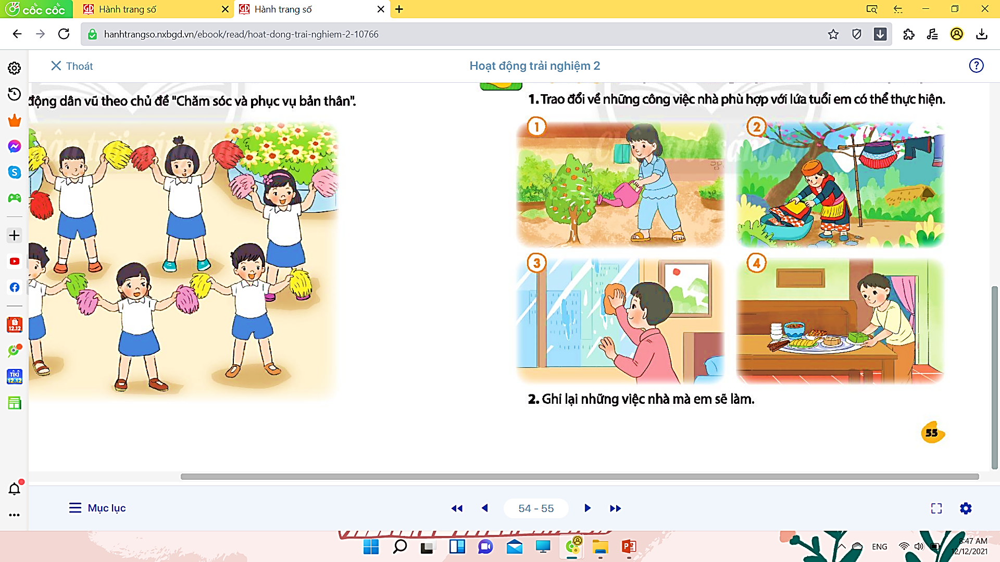 cốc cốc
Hành trang số
Hành trang số
hanhtrangso.nxbgd.vn/ebook/read/hoat-dong-trai-nghiem-2-10766
Thoát
Hoạt động trải nghiệm 2
động dân vũ theo chủ đề "Chăm sóc và phục vụ bản thân".
1. Trao đổi về những công việc nhà phù hợp với lứa tuổi em có thể thực hiện.
1
2
3
4
2. Ghi lại những việc nhà mà em sẽ làm.
55
12.12
TIKI
12.12
Mục lục
54 - 55
ENG
8:47 AM
12/12/2021